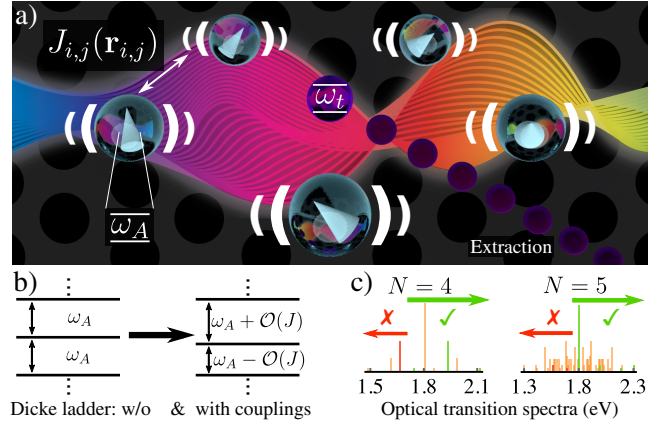 a)
J_{i,j}(r_{i,j})
ω_t
ω_A
Extraction
b)
⋮ ⋮
ω_A ω_A + O(J)
ω_A ω_A − O(J)
⋮ ⋮
Dicke ladder: w/o & with couplings
c)
N = 4 N = 5
✗ ✓ ✗ ✓
1.5 1.8 2.1 1.3 1.8 2.3
Optical transition spectra (eV)